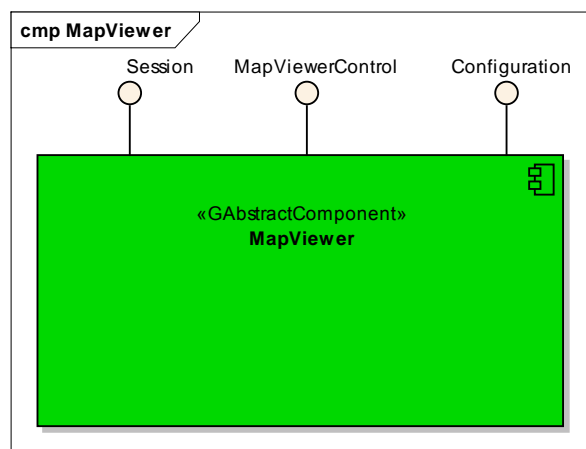 cmp MapViewer
Session MapViewerControl Configuration
«GAbstractComponent»
MapViewer